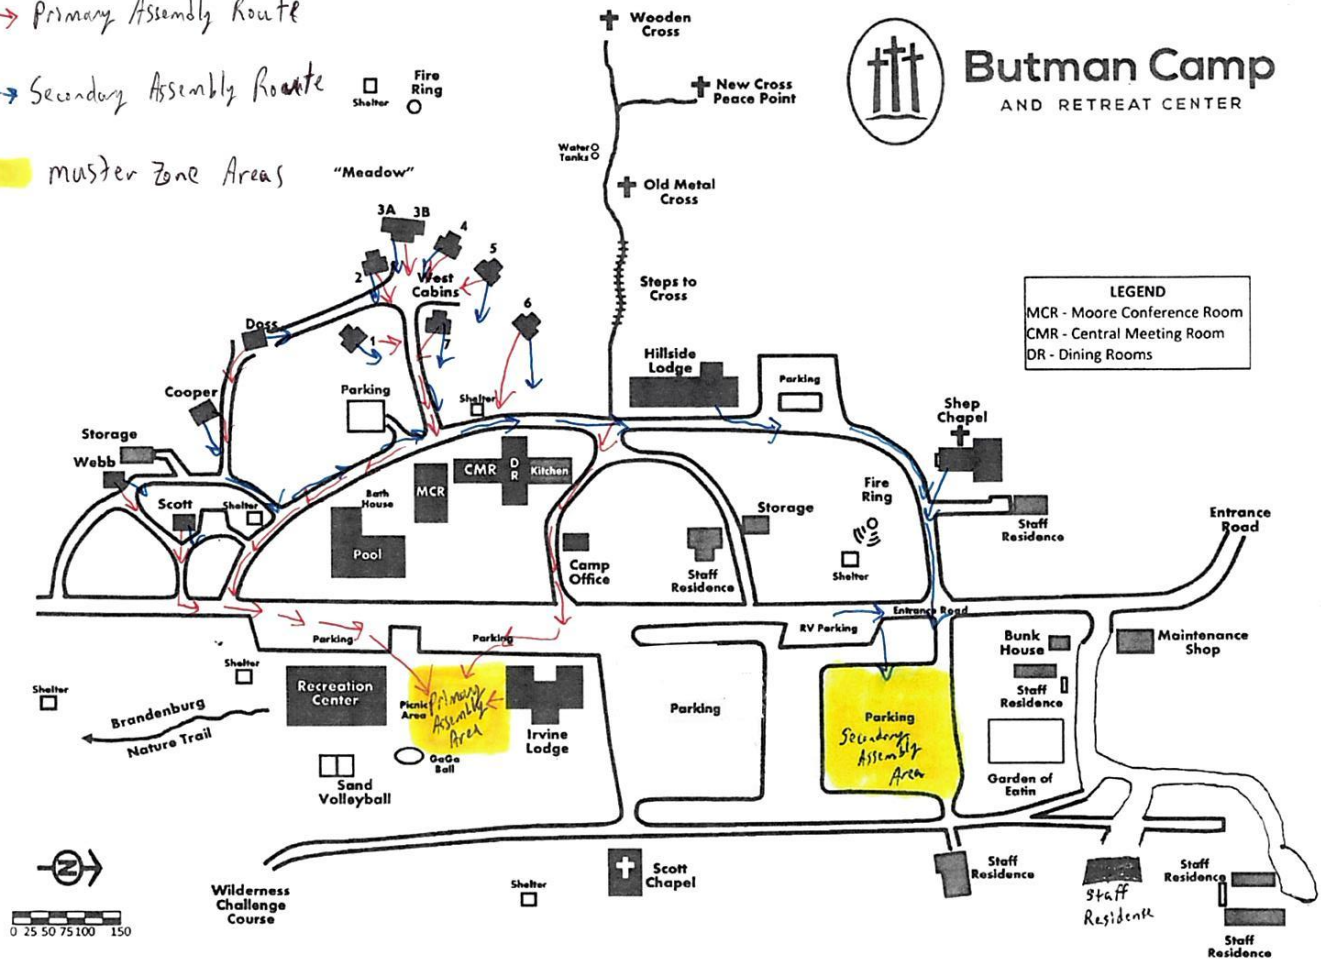 Primary Assembly Route
Secondary Assembly Route
Muster Zone Areas
Shelter
Fire
Ring
"Meadow"
Wooden
Cross
New Cross
Peace Point
Water
Tanks
Old Metal
Cross
Steps to
Cross
Butman Camp
AND RETREAT CENTER
LEGEND
MCR - Moore Conference Room
CMR - Central Meeting Room
DR - Dining Rooms
3A 3B
4
5
2
West
Cabins
6
1
7
Doss
Cooper
Parking
Shelter
Hillside
Lodge
Parking
Shep
Chapel
Storage
Webb
Scott
Shelter
Bath
House
MCR
CMR
D
R
Kitchen
Pool
Camp
Office
Staff
Residence
Storage
Fire
Ring
Shelter
Staff
Residence
Entrance
Road
Parking
Parking
RV Parking
Entrance Road
Bunk
House
Maintenance
Shop
Staff
Residence
Shelter
Shelter
Recreation
Center
Picnic
Area
Primary
Assembly
Area
Irvine
Lodge
Parking
Parking
Secondary
Assembly
Area
Garden of
Eatin
Brandenburg
Nature Trail
GaGa
Ball
Sand
Volleyball
N
0 25 50 75 100 150
Wilderness
Challenge
Course
Shelter
Scott
Chapel
Staff
Residence
Staff
Residence
Staff
Residence
Staff
Residence